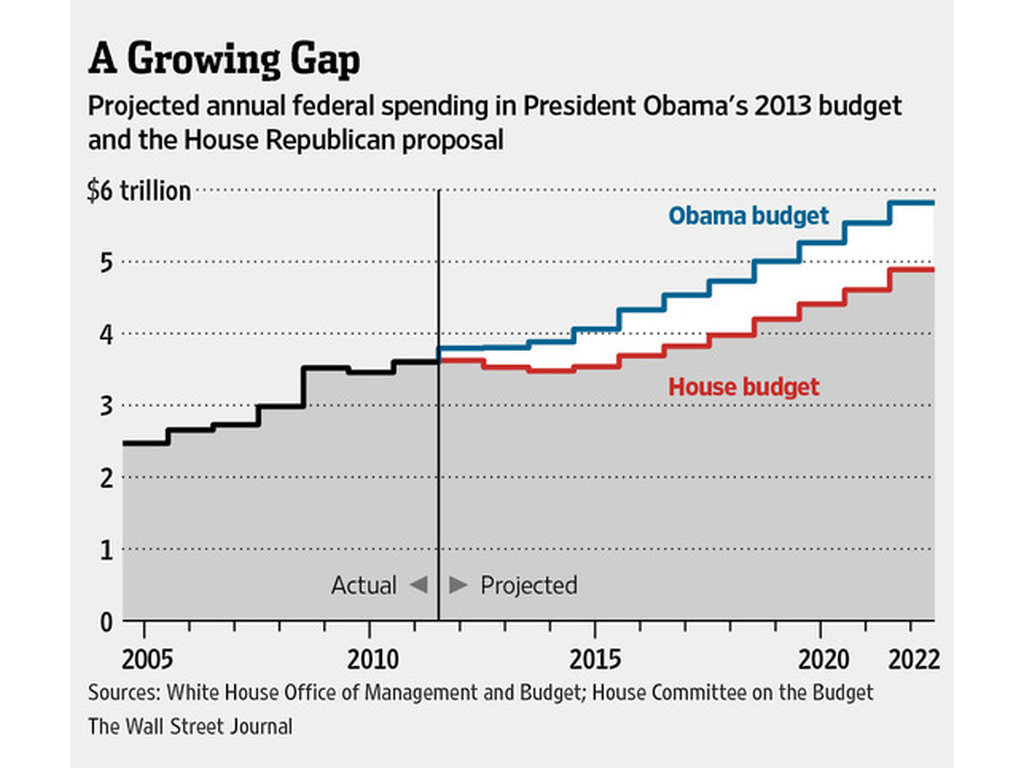 A Growing Gap
Projected annual federal spending in President Obama's 2013 budget
and the House Republican proposal
$6 trillion
Obama budget
5
4
House budget
3
2
1
Actual ◄ ► Projected
0
2005 2010 2015 2020 2022
Sources: White House Office of Management and Budget; House Committee on the Budget
The Wall Street Journal